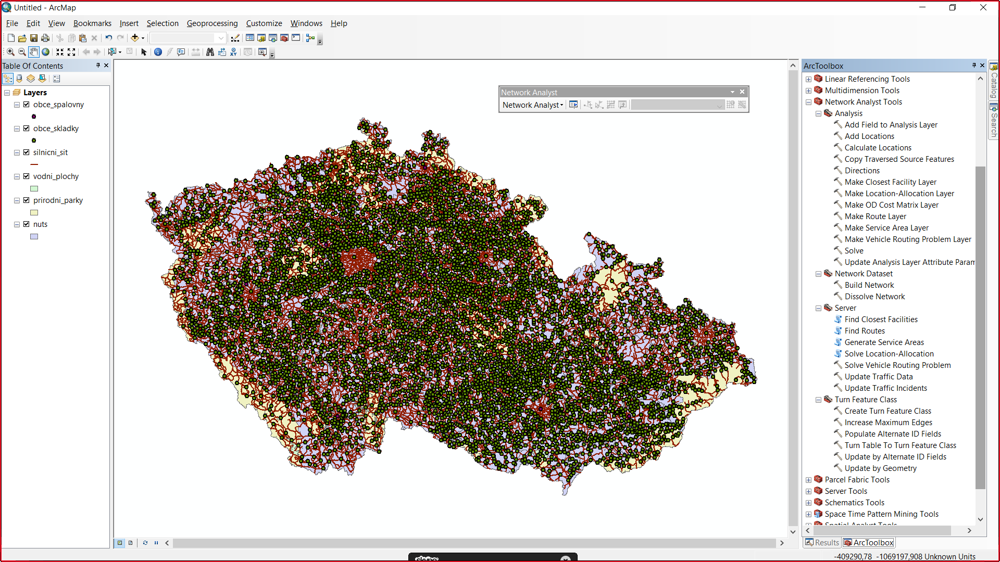 Untitled - ArcMap
File Edit View Bookmarks Insert Selection Geoprocessing Customize Windows Help
Table Of Contents
Layers
obce_spalovny
obce_skladky
silnicni_sit
vodni_plochy
prirodni_parky
nuts
Network Analyst
Network Analyst
ArcToolbox
Linear Referencing Tools
Multidimension Tools
Network Analyst Tools
Analysis
Add Field to Analysis Layer
Add Locations
Calculate Locations
Copy Traversed Source Features
Directions
Make Closest Facility Layer
Make Location-Allocation Layer
Make OD Cost Matrix Layer
Make Route Layer
Make Service Area Layer
Make Vehicle Routing Problem Layer
Solve
Update Analysis Layer Attribute Param
Network Dataset
Build Network
Dissolve Network
Server
Find Closest Facilities
Find Routes
Generate Service Areas
Solve Location-Allocation
Solve Vehicle Routing Problem
Update Traffic Data
Update Traffic Incidents
Turn Feature Class
Create Turn Feature Class
Increase Maximum Edges
Populate Alternate ID Fields
Turn Table To Turn Feature Class
Update by Alternate ID Fields
Update by Geometry
Parcel Fabric Tools
Server Tools
Schematics Tools
Space Time Pattern Mining Tools
Spatial Analyst Tools
Results ArcToolbox
Catalog
Search
-409290,78 -1069197,908 Unknown Units